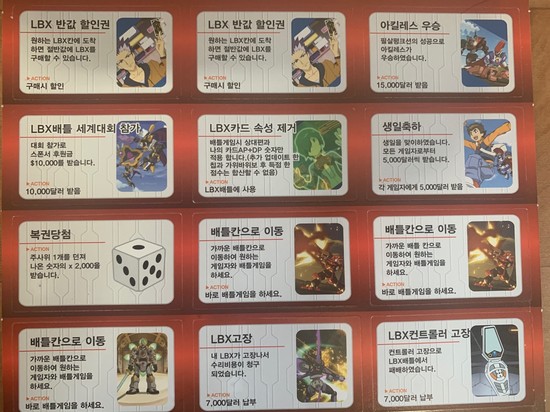 LBX 반값 할인권
원하는 LBX칸에 도착
하면 절반값에 LBX를
구매할 수 있습니다.
▶ACTION
구매시 할인
LBX 반값 할인권
원하는 LBX칸에 도착
하면 절반값에 LBX를
구매할 수 있습니다.
▶ACTION
구매시 할인
아킬레스 우승
필살펑크션의 성공으로
아킬레스가
우승하였습니다.
▶ACTION
15,000달러 받음
LBX배틀 세계대회 참가
대회 참가로
스폰서 후원금
$10,000를 받습니다.
▶ACTION
10,000달러 받음
LBX카드 속성 제거
배틀게임시 상대편과
나의 카드AP+DP 숫자만
적용 합니다.(추가 업데이트 한
칩과 가위바위보 후 득점 한
점수는 합산할 수 없음)
▶ACTION
LBX배틀에 사용
생일축하
생일을 맞이하였습니다.
모든 게임자로부터
5,000달러씩 받습니다.
▶ACTION
각 게임자에게 5,000달러 받음
복권당첨
▶ACTION
주사위 1개를 던져
나온 숫자의 x 2,000을
받습니다.
배틀칸으로 이동
가까운 배틀칸으로
이동하여 원하는
게임자와 배틀게임을
하세요.
▶ACTION
바로 배틀게임을 하세요.
배틀칸으로 이동
가까운 배틀칸으로
이동하여 원하는
게임자와 배틀게임을
하세요.
▶ACTION
바로 배틀게임을 하세요.
배틀칸으로 이동
가까운 배틀칸으로
이동하여 원하는
게임자와 배틀게임을
하세요.
▶ACTION
바로 배틀게임을 하세요.
LBX고장
내 LBX가 고장나서
수리비용이 청구
되었습니다.
▶ACTION
7,000달러 납부
LBX컨트롤러 고장
컨트롤러 고장으로
LBX배틀에서
패배하였습니다.
▶ACTION
7,000달러 납부